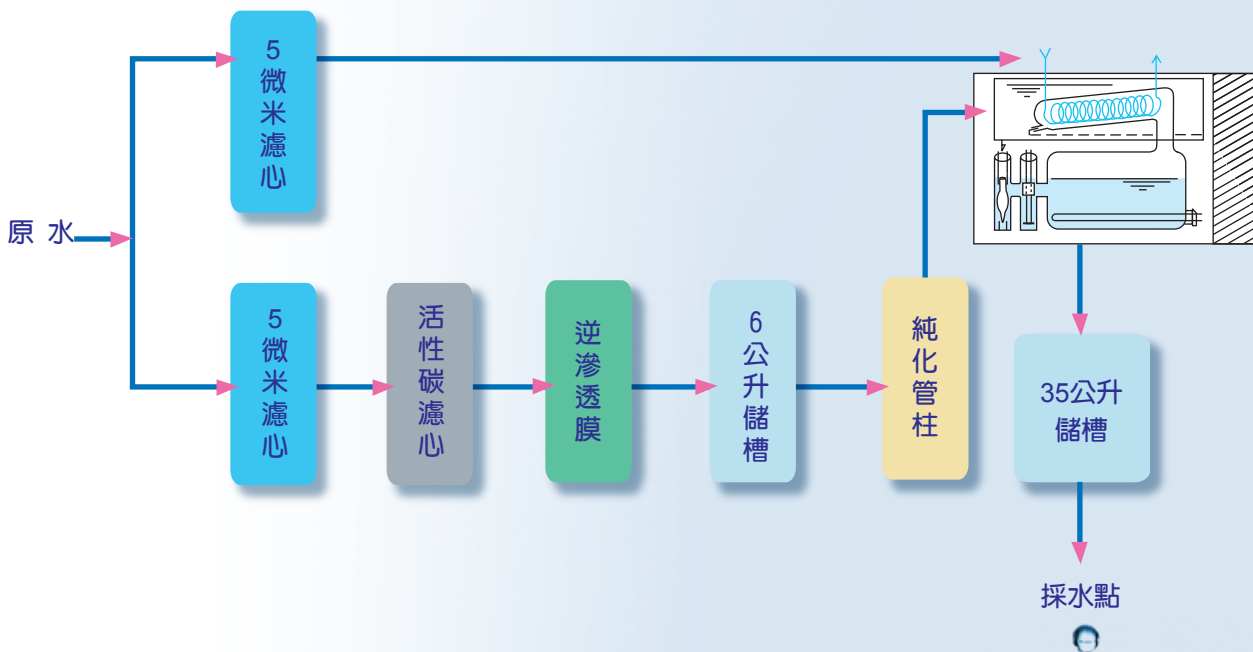 5微米濾心
原水
5微米濾心
活性碳濾心
逆滲透膜
6公升儲槽
純化管柱
35公升
儲槽
採水點